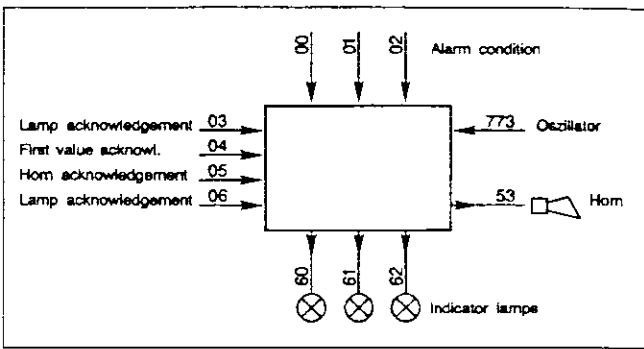 00 01 02 Alarm condition
Lamp acknowledgement 03
773 Oszillator
First value acknowl. 04
Horn acknowledgement 05
Lamp acknowledgement 06
53 Horn
60 61 62
Indicator lamps